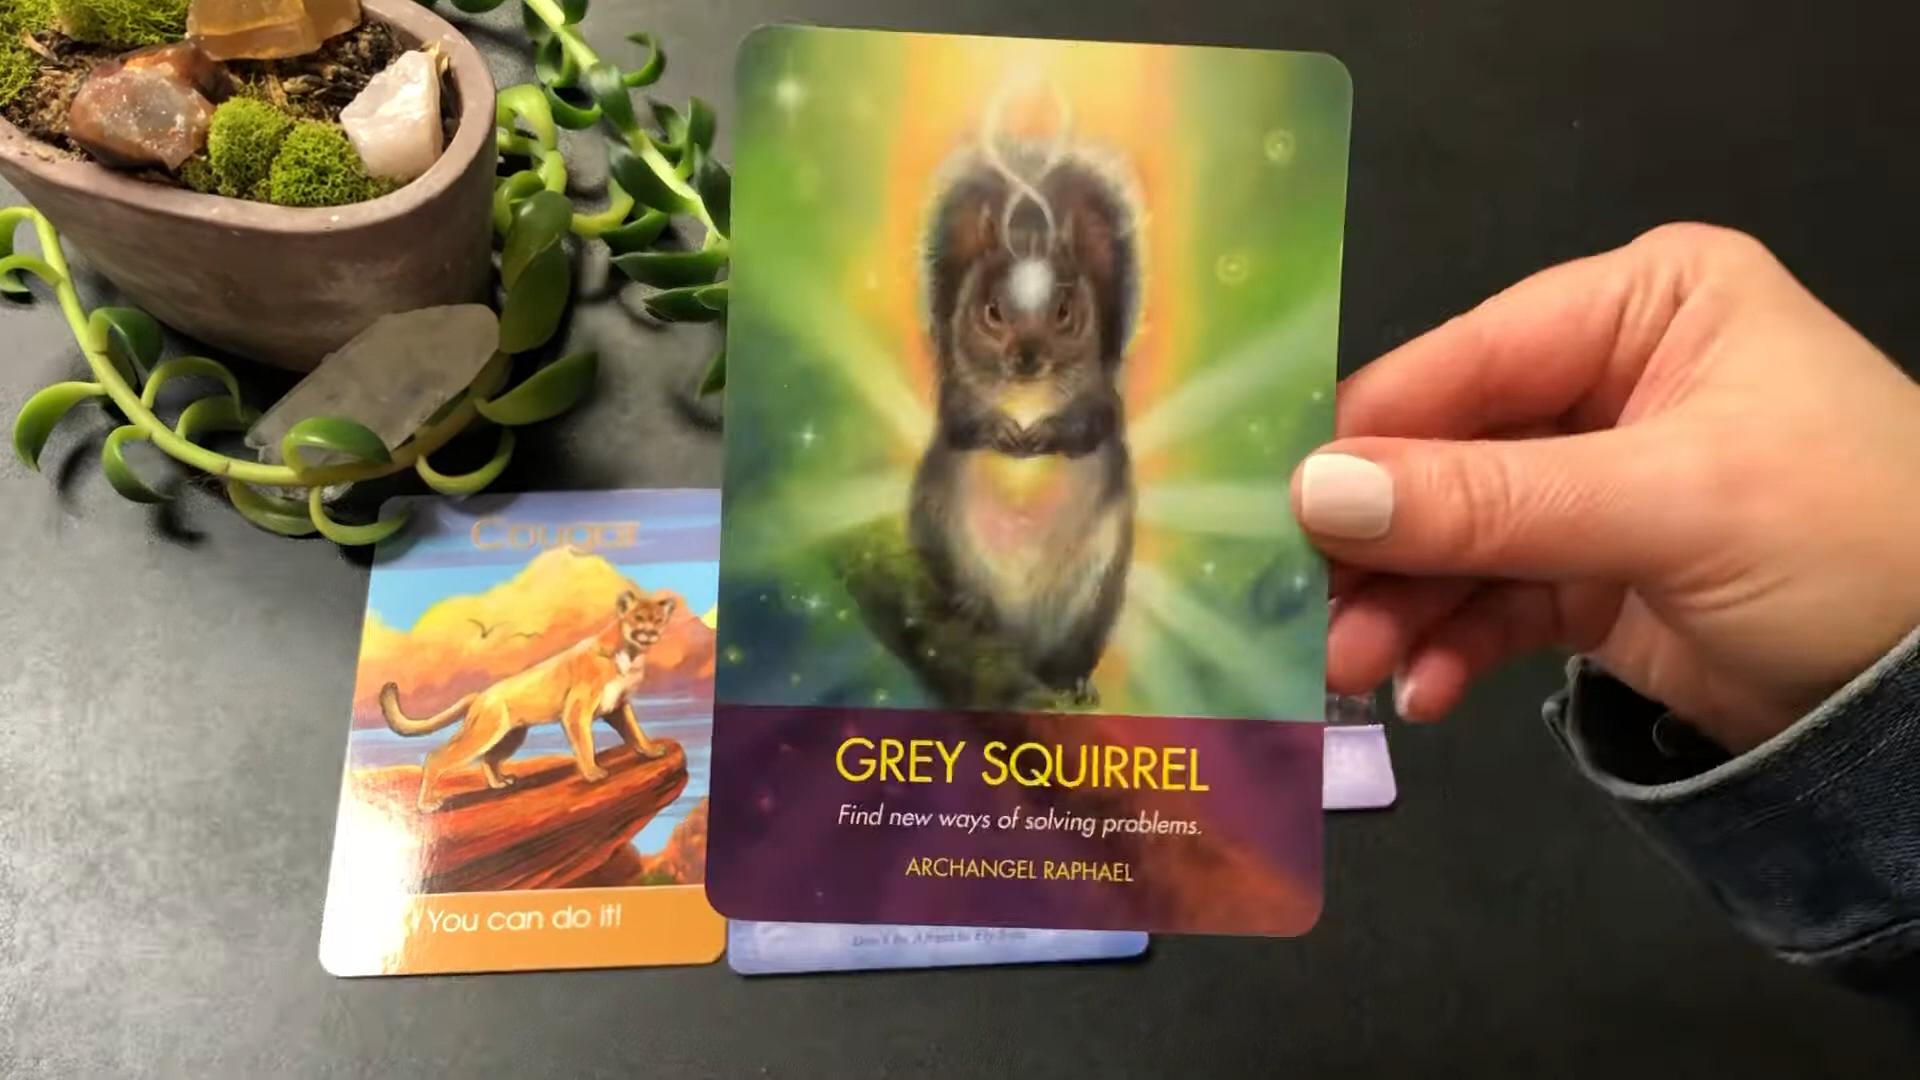 Cougar
You can do it!
GREY SQUIRREL
Find new ways of solving problems.
ARCHANGEL RAPHAEL